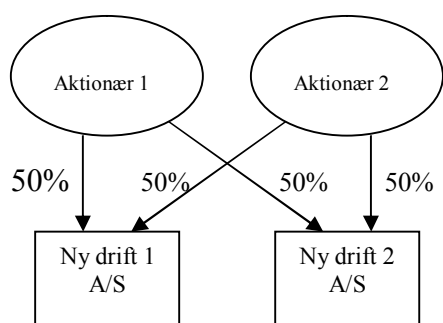 Aktionær 1
Aktionær 2
50%
50%
50%
50%
Ny drift 1
A/S
Ny drift 2
A/S